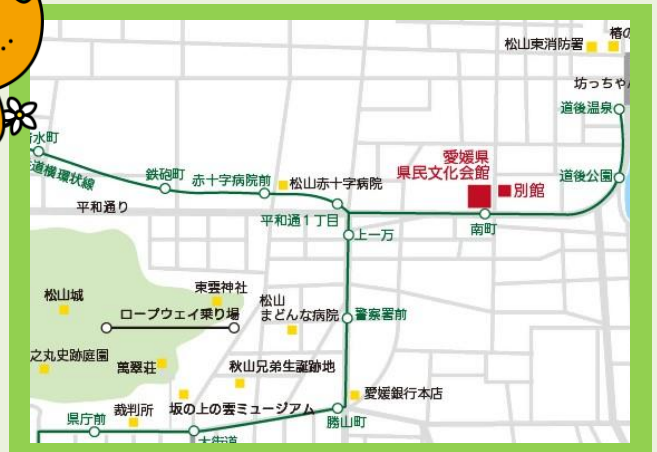 松山東消防署
椿の
坊っちゃん
道後温泉
水町
愛媛県
県民文化会館
別館
道後公園
道横環状線
鉄砲町
赤十字病院前
松山赤十字病院
平和通り
平和通1丁目
上一万
南町
松山城
東雲神社
ロープウェイ乗り場
松山
まどんな病院
警察署前
之丸史跡庭園
萬翠荘
秋山兄弟生誕跡地
愛媛銀行本店
県庁前
裁判所
坂の上の雲ミュージアム
勝山町
大街道